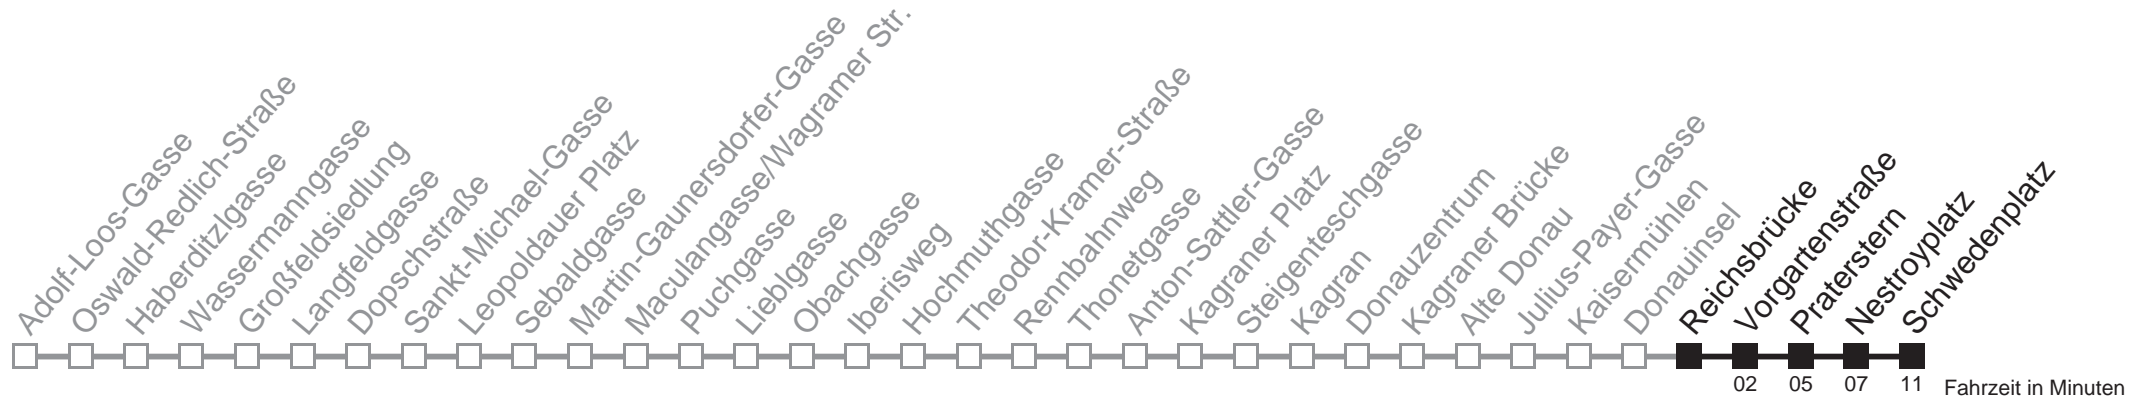 Adolf-Loos-Gasse
Oswald-Redlich-Straße
Haberditzlgasse
Wassermanngasse
Großfeldsiedlung
Langfeldgasse
Dopschstraße
Sankt-Michael-Gasse
Leopoldauer Platz
Sebaldgasse
Martin-Gaunersdorfer-Gasse
Maculangasse/Wagramer Str.
Puchgasse
Lieblgasse
Obachgasse
Iberisweg
Hochmuthgasse
Theodor-Kramer-Straße
Rennbahnweg
Thonetgasse
Anton-Sattler-Gasse
Kagraner Platz
Steigenteschgasse
Kagran
Donauzentrum
Kagraner Brücke
Alte Donau
Julius-Payer-Gasse
Kaisermühlen
Donauinsel
Reichsbrücke
Vorgartenstraße
Praterstern
Nestroyplatz
Schwedenplatz
02 05 07 11 Fahrzeit in Minuten